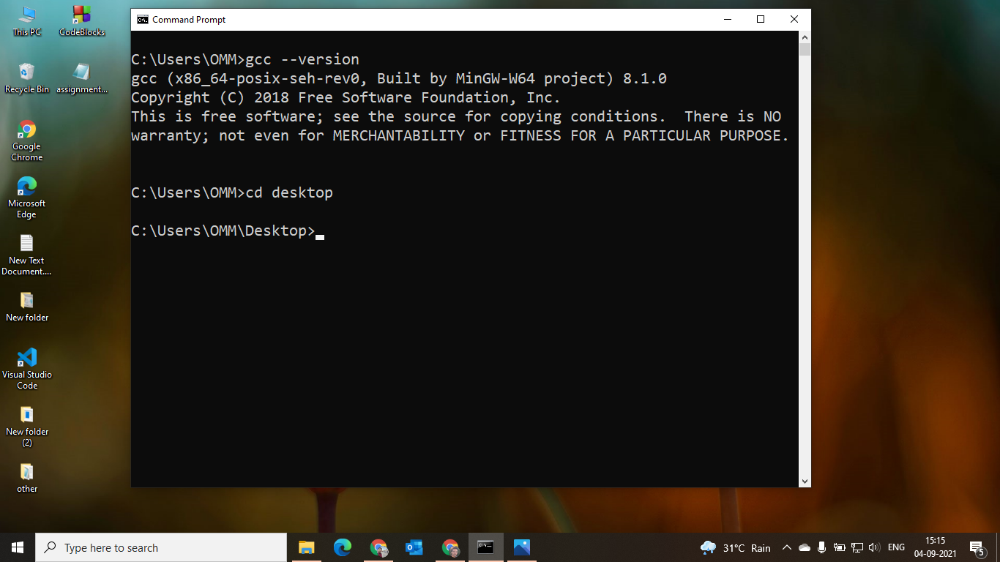 This PC
CodeBlocks
Recycle Bin
assignment...
Google
Chrome
Microsoft
Edge
New Text
Document....
New folder
Visual Studio
Code
New folder
(2)
other
Command Prompt
C:\Users\OMM>gcc --version
gcc (x86_64-posix-seh-rev0, Built by MinGW-W64 project) 8.1.0
Copyright (C) 2018 Free Software Foundation, Inc.
This is free software; see the source for copying conditions.  There is NO
warranty; not even for MERCHANTABILITY or FITNESS FOR A PARTICULAR PURPOSE.
C:\Users\OMM>cd desktop
C:\Users\OMM\Desktop>
Type here to search
31°C Rain
ENG
15:15
04-09-2021
5